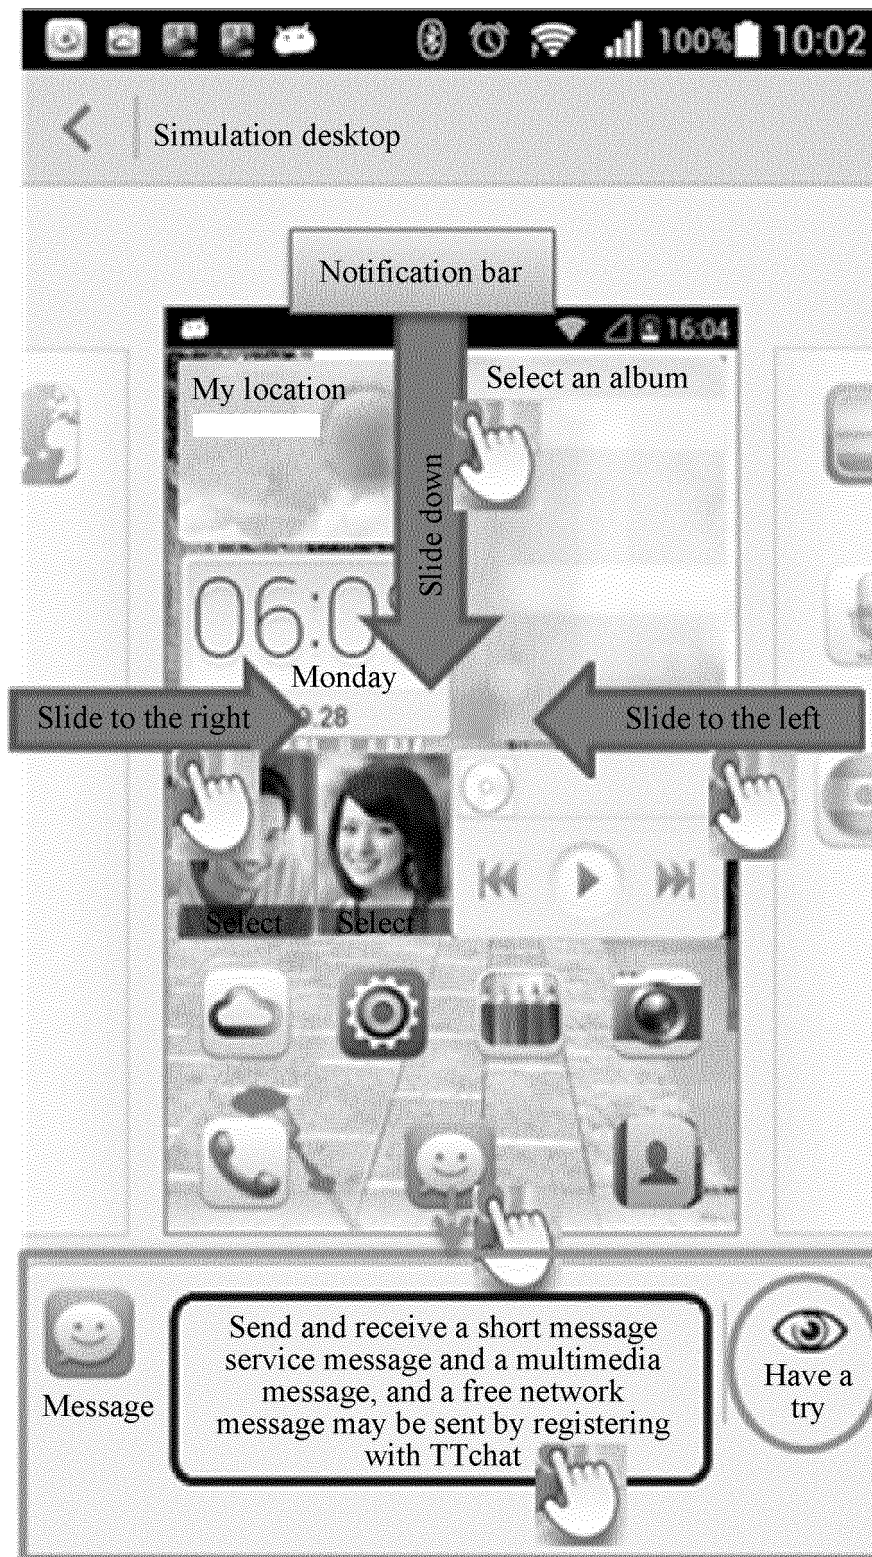 100% 10:02
Simulation desktop
Notification bar
16:04
My location
Select an album
Slide down
Monday
Slide to the right
.28
Slide to the left
Select
Select
Send and receive a short message
service message and a multimedia
message, and a free network
message may be sent by registering
with TTchat
Message
Have a
try